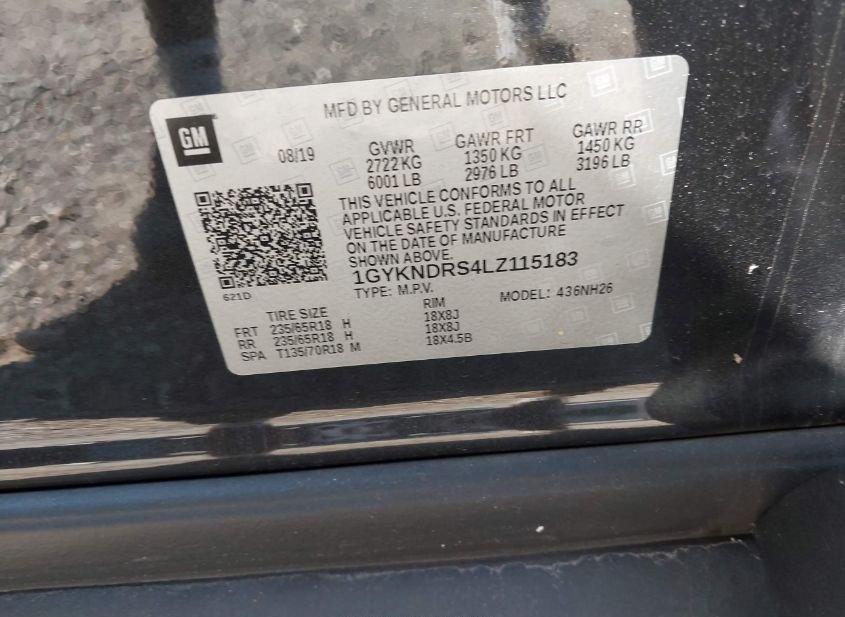 MFD BY GENERAL MOTORS LLC
GM
08/19
GVWR GAWR FRT GAWR RR
2722 KG 1350 KG 1450 KG
6001 LB 2976 LB 3196 LB
THIS VEHICLE CONFORMS TO ALL
APPLICABLE U.S. FEDERAL MOTOR
VEHICLE SAFETY STANDARDS IN EFFECT
ON THE DATE OF MANUFACTURE
SHOWN ABOVE.
1GYKNDRS4LZ115183
621D
TYPE: M.P.V. MODEL: 436NH26
TIRE SIZE RIM
FRT 235/65R18 H 18X8J
RR 235/65R18 H 18X8J
SPA T135/70R18 M 18X4.5B